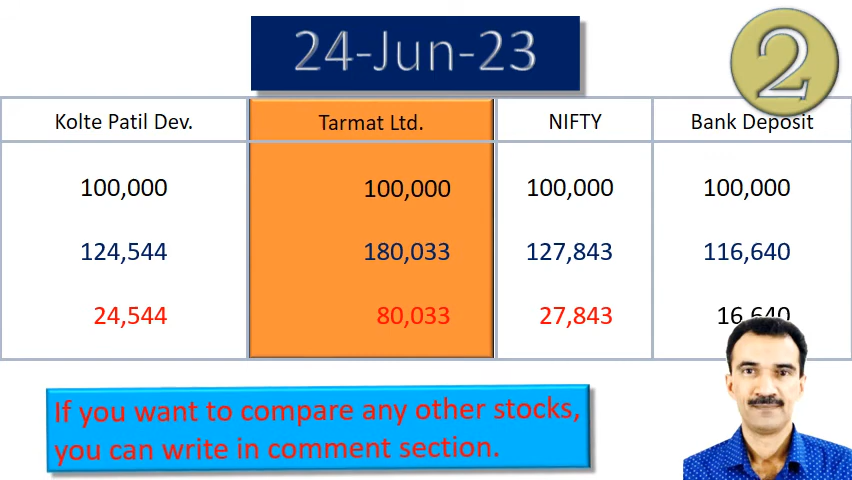 24-Jun-23
2
Kolte Patil Dev. Tarmat Ltd. NIFTY Bank Deposit
100,000 100,000 100,000 100,000
124,544 180,033 127,843 116,640
24,544 80,033 27,843 16,640
If you want to compare any other stocks,
you can write in comment section.